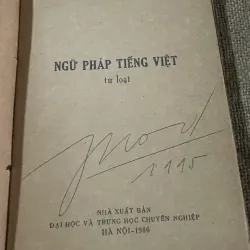 NGỮ PHÁP TIẾNG VIỆT
từ loại
1995
NHÀ XUẤT BẢN
ĐẠI HỌC VÀ TRUNG HỌC CHUYÊN NGHIỆP
HÀ NỘI-1986